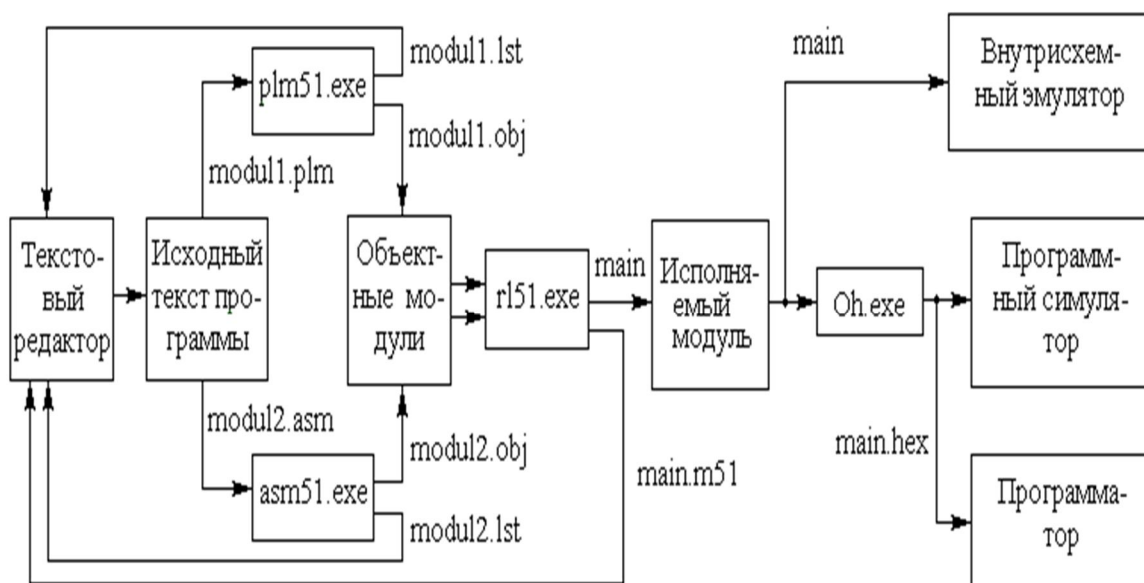 modul1.lst
plm51.exe
modul1.obj
modul1.plm
main
Внутрисхем-
ный эмулятор
Тексто-
вый
редактор
Исходный
текст про-
граммы
Объект-
ные мо-
дули
rl51.exe
main
Исполня-
емый
модуль
Oh.exe
Программ-
ный симуля-
тор
modul2.asm
asm51.exe
modul2.obj
modul2.lst
main.m51
main.hex
Программа-
тор